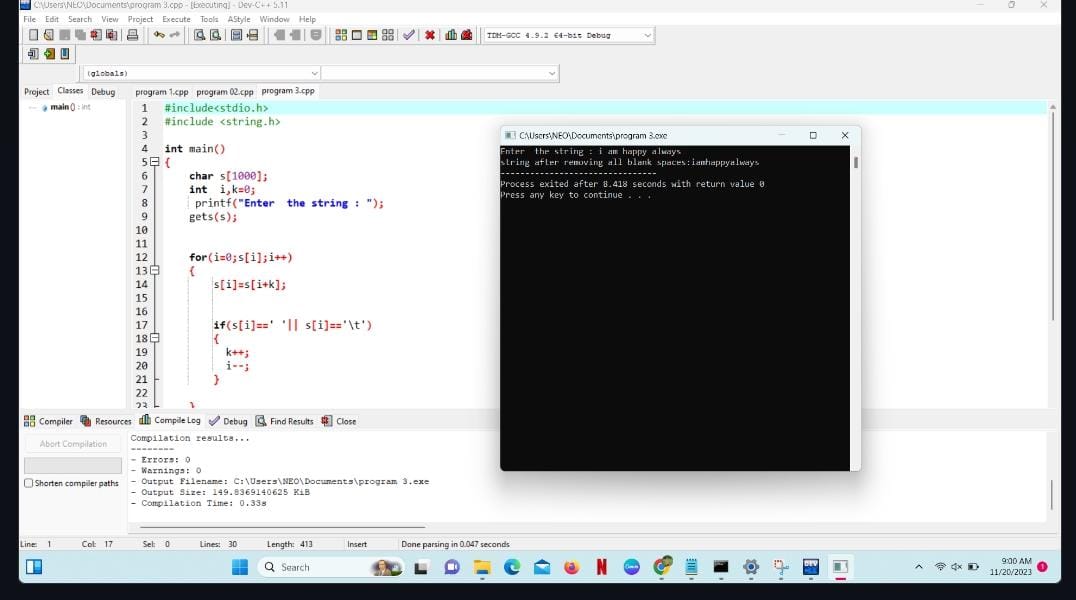 C:\Users\NEO\Documents\program 3.cpp - [Executing] - Dev-C++ 5.11
File Edit Search View Project Execute Tools AStyle Window Help
TDM-GCC 4.9.2 64-bit Debug
(globals)
Project Classes Debug
program 1.cpp program 02.cpp program 3.cpp
main () : int
1 #include<stdio.h>
2 #include <string.h>
3
4 int main()
5 {
6 char s[1000];
7 int i,k=0;
8 printf("Enter the string : ");
9 gets(s);
10
11
12 for(i=0;s[i];i++)
13 {
14 s[i]=s[i+k];
15
16
17 if(s[i]==' '|| s[i]=='\t')
18 {
19 k++;
20 i--;
21 }
22
23 }
C:\Users\NEO\Documents\program 3.exe
Enter the string : i am happy always
string after removing all blank spaces:iamhappyalways
--------------------------------
Process exited after 8.418 seconds with return value 0
Press any key to continue . . .
Compiler Resources Compile Log Debug Find Results Close
Abort Compilation
Shorten compiler paths
Compilation results...
--------
- Errors: 0
- Warnings: 0
- Output Filename: C:\Users\NEO\Documents\program 3.exe
- Output Size: 149.8369140625 KiB
- Compilation Time: 0.33s
Line: 1 Col: 17 Sel: 0 Lines: 30 Length: 413 Insert Done parsing in 0.047 seconds
Search
N
DEV
9:00 AM
11/20/2023
1